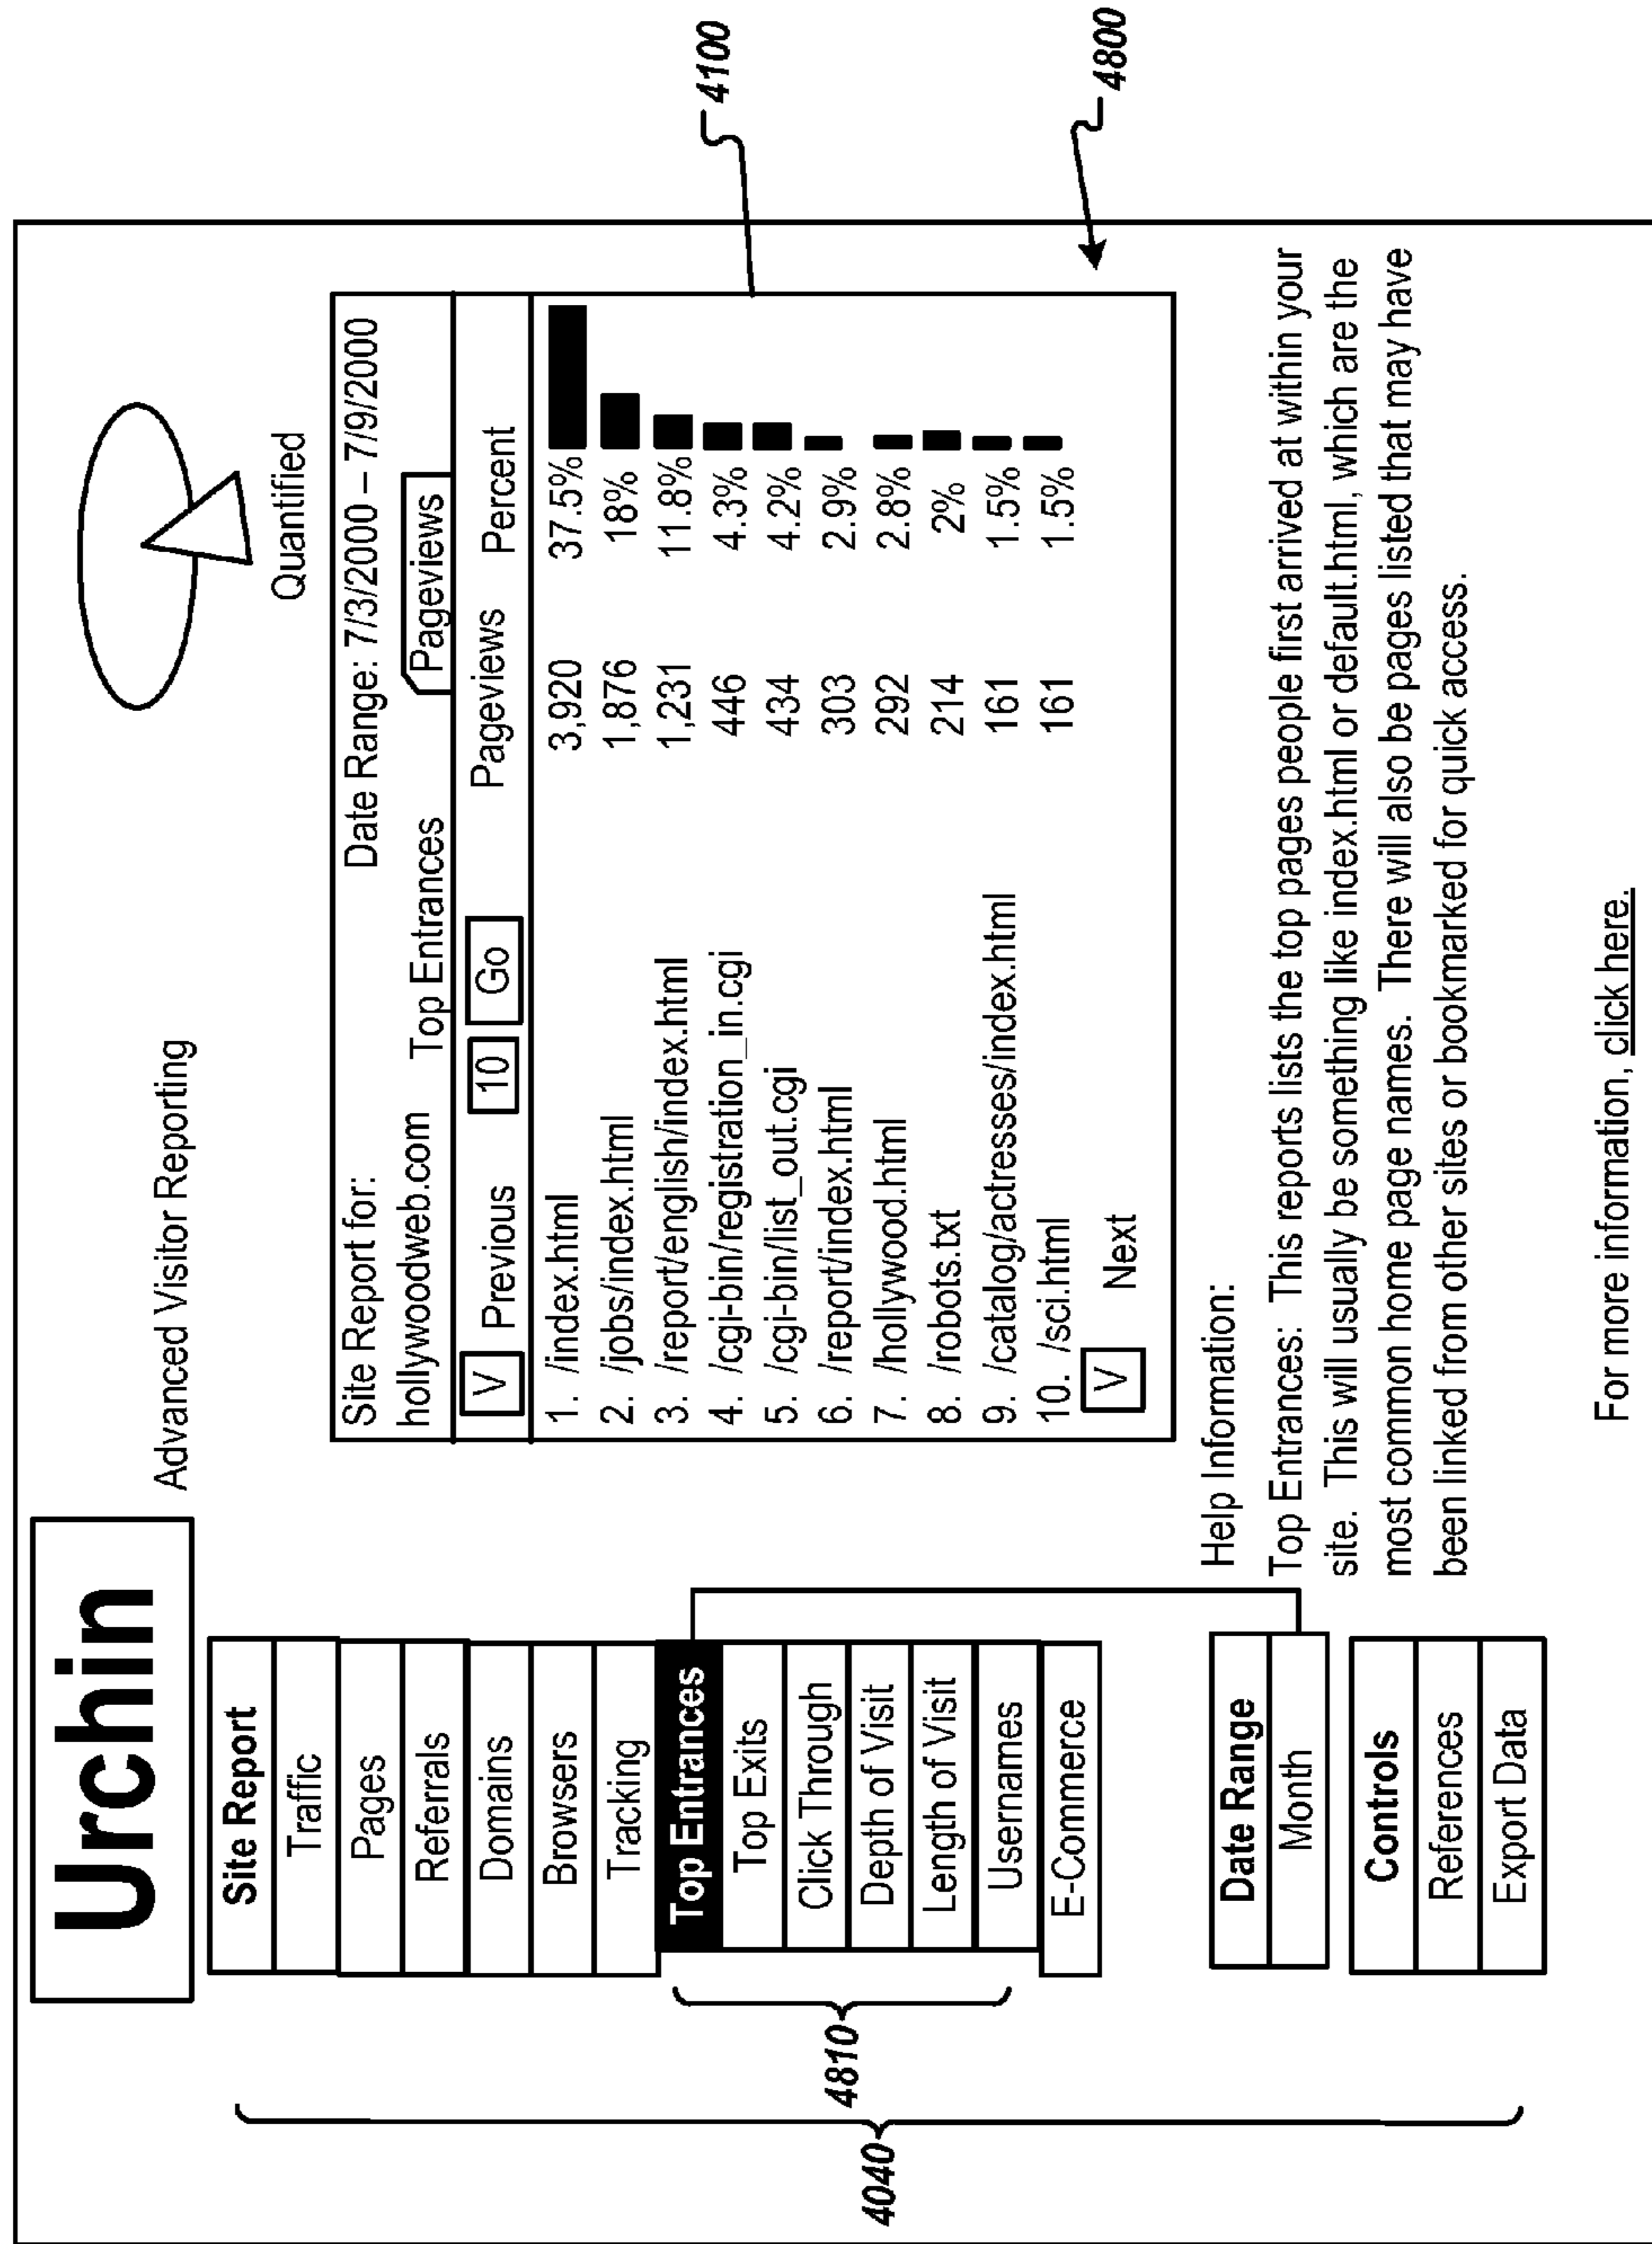 Urchin
Advanced Visitor Reporting
Quantified
Site Report
Traffic
Pages
Referrals
Domains
Browsers
Tracking
Top Entrances
Top Exits
Click Through
Depth of Visit
Length of Visit
Usernames
E-Commerce
Date Range
Month
Controls
References
Export Data
4040
4810
Site Report for: Date Range: 7/3/2000 – 7/9/2000
hollywoodweb.com Top Entrances Pageviews
V Previous 10 Go Pageviews Percent
1. /index.html 3,920 37.5%
2. /jobs/index.html 1,876 18%
3. /report/english/index.html 1,231 11.8%
4. /cgi-bin/registration_in.cgi 446 4.3%
5. /cgi-bin/list_out.cgi 434 4.2%
6. /report/index.html 303 2.9%
7. /hollywood.html 292 2.8%
8. /robots.txt 214 2%
9. /catalog/actresses/index.html 161 1.5%
10. /sci.html 161 1.5%
V Next
4100
4800
Help Information:
Top Entrances: This reports lists the top pages people first arrived at within your
site. This will usually be something like index.html or default.html, which are the
most common home page names. There will also be pages listed that may have
been linked from other sites or bookmarked for quick access.
For more information, click here.